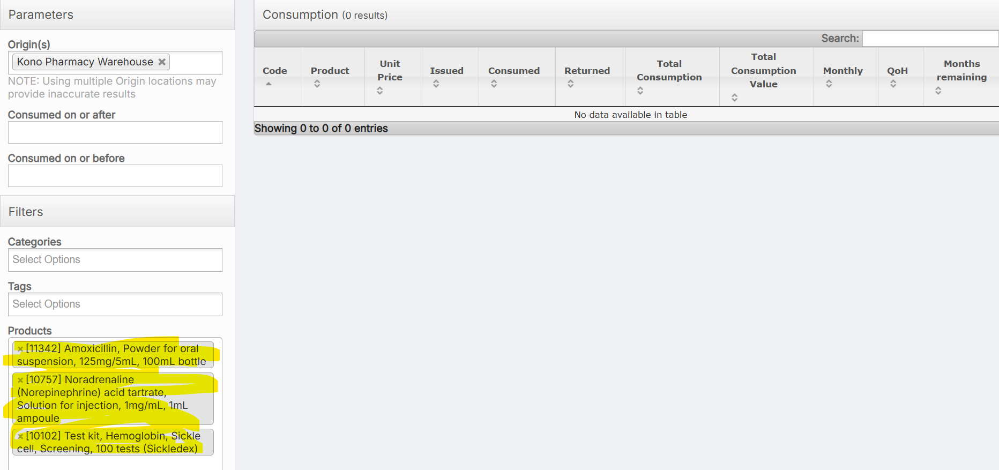 Parameters
Origin(s)
Kono Pharmacy Warehouse
NOTE: Using multiple Origin locations may
provide inaccurate results
Consumed on or after
Consumed on or before
Filters
Categories
Select Options
Tags
Select Options
Products
[11342] Amoxicillin, Powder for oral
suspension, 125mg/5mL, 100mL bottle
[10757] Noradrenaline
(Norepinephrine) acid tartrate,
Solution for injection, 1mg/mL, 1mL
ampoule
[10102] Test kit, Hemoglobin, Sickle
cell, Screening, 100 tests (Sickledex)
Consumption (0 results)
Search:
Code
Product
Unit
Price
Issued
Consumed
Returned
Total
Consumption
Total
Consumption
Value
Monthly
QoH
Months
remaining
No data available in table
Showing 0 to 0 of 0 entries